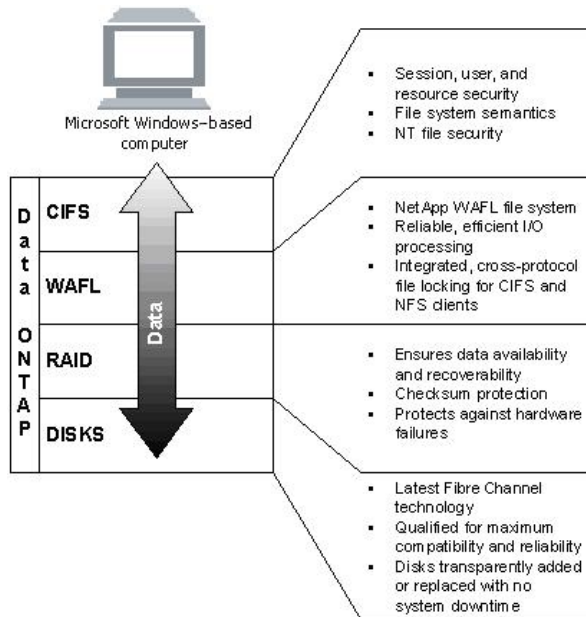 Microsoft Windows–based
computer
Data ONTAP
CIFS
WAFL
RAID
DISKS
Data
▪ Session, user, and
resource security
▪ File system semantics
▪ NT file security
▪ NetApp WAFL file system
▪ Reliable, efficient I/O
processing
▪ Integrated, cross-protocol
file locking for CIFS and
NFS clients
▪ Ensures data availability
and recoverability
▪ Checksum protection
▪ Protects against hardware
failures
▪ Latest Fibre Channel
technology
▪ Qualified for maximum
compatibility and reliability
▪ Disks transparently added
or replaced with no
system downtime